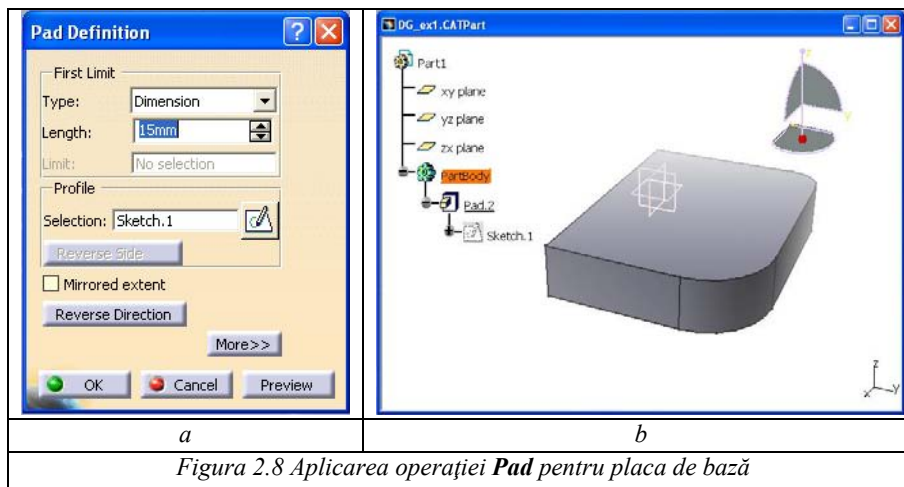 Pad Definition
First Limit
Type: Dimension
Length: 15mm
Limit: No selection
Profile
Selection: Sketch.1
Reverse Side
Mirrored extent
Reverse Direction
More>>
OK Cancel Preview
DG_ex1.CATPart
Part1
xy plane
yz plane
zx plane
PartBody
Pad.2
Sketch.1
z
y
z
x y
a b
Figura 2.8 Aplicarea operaţiei Pad pentru placa de bază